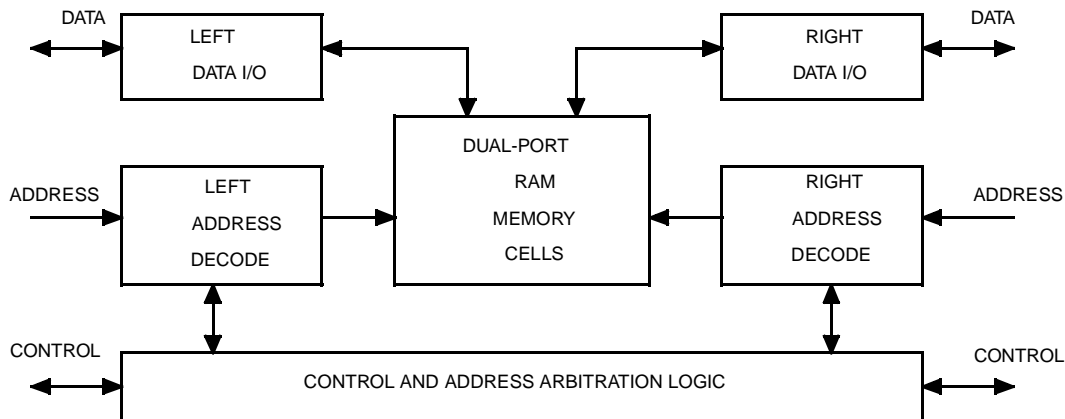 DATA
LEFT
DATA I/O
RIGHT
DATA I/O
DATA
DUAL-PORT
RAM
MEMORY
CELLS
ADDRESS
LEFT
ADDRESS
DECODE
RIGHT
ADDRESS
DECODE
ADDRESS
CONTROL
CONTROL AND ADDRESS ARBITRATION LOGIC
CONTROL